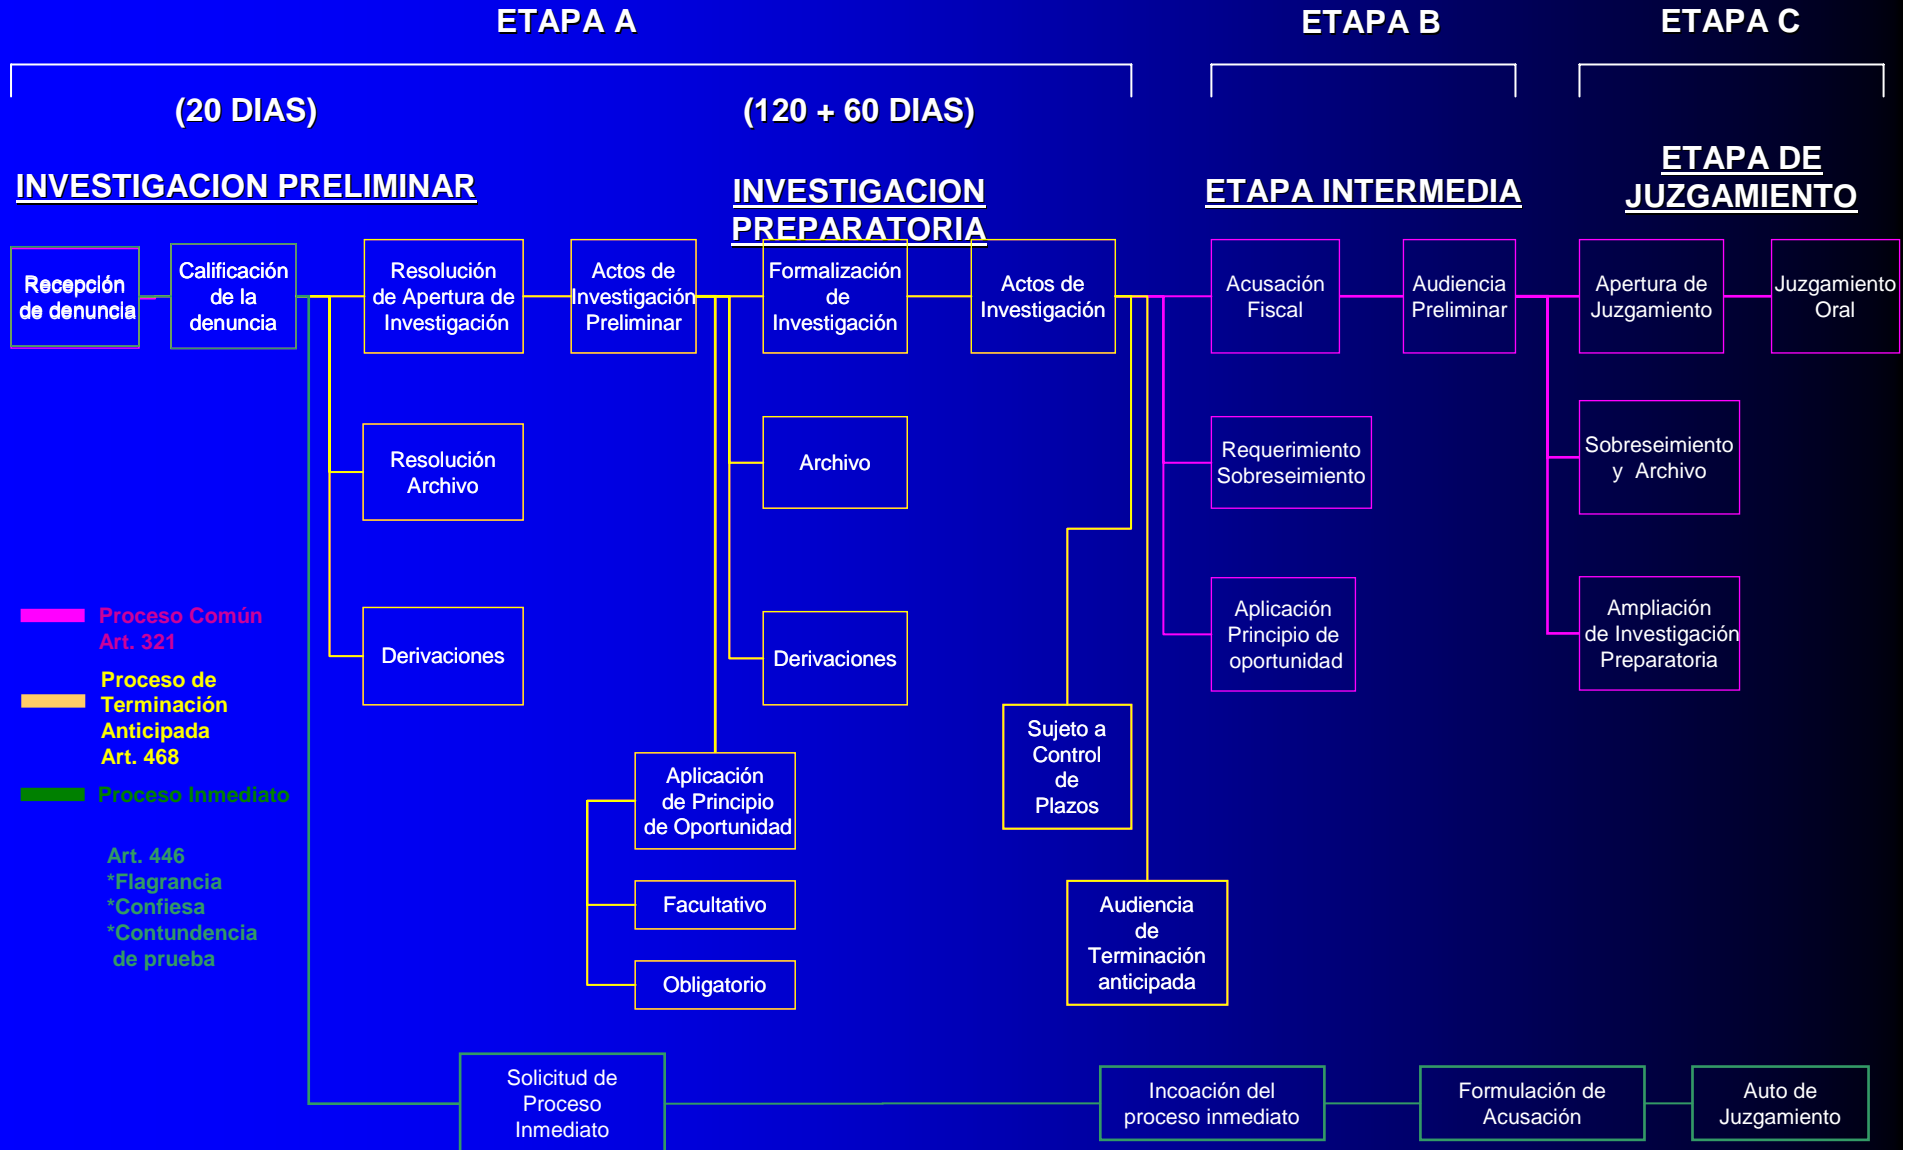 ETAPA A
ETAPA B
ETAPA C
(20 DIAS)
(120 + 60 DIAS)
INVESTIGACION PRELIMINAR
INVESTIGACION
PREPARATORIA
ETAPA INTERMEDIA
ETAPA DE
JUZGAMIENTO
Recepción
de denuncia
Calificación
de la
denuncia
Resolución
de Apertura de
Investigación
Actos de
Investigación
Preliminar
Formalización
de
Investigación
Actos de
Investigación
Acusación
Fiscal
Audiencia
Preliminar
Apertura de
Juzgamiento
Juzgamiento
Oral
Resolución
Archivo
Archivo
Requerimiento
Sobreseimiento
Sobreseimiento
y Archivo
Derivaciones
Derivaciones
Aplicación
Principio de
oportunidad
Ampliación
de Investigación
Preparatoria
Proceso Común
Art. 321
Proceso de
Terminación
Anticipada
Art. 468
Proceso Inmediato
Art. 446
*Flagrancia
*Confiesa
*Contundencia
de prueba
Aplicación
de Principio
de Oportunidad
Facultativo
Obligatorio
Sujeto a
Control
de
Plazos
Audiencia
de
Terminación
anticipada
Solicitud de
Proceso
Inmediato
Incoación del
proceso inmediato
Formulación de
Acusación
Auto de
Juzgamiento